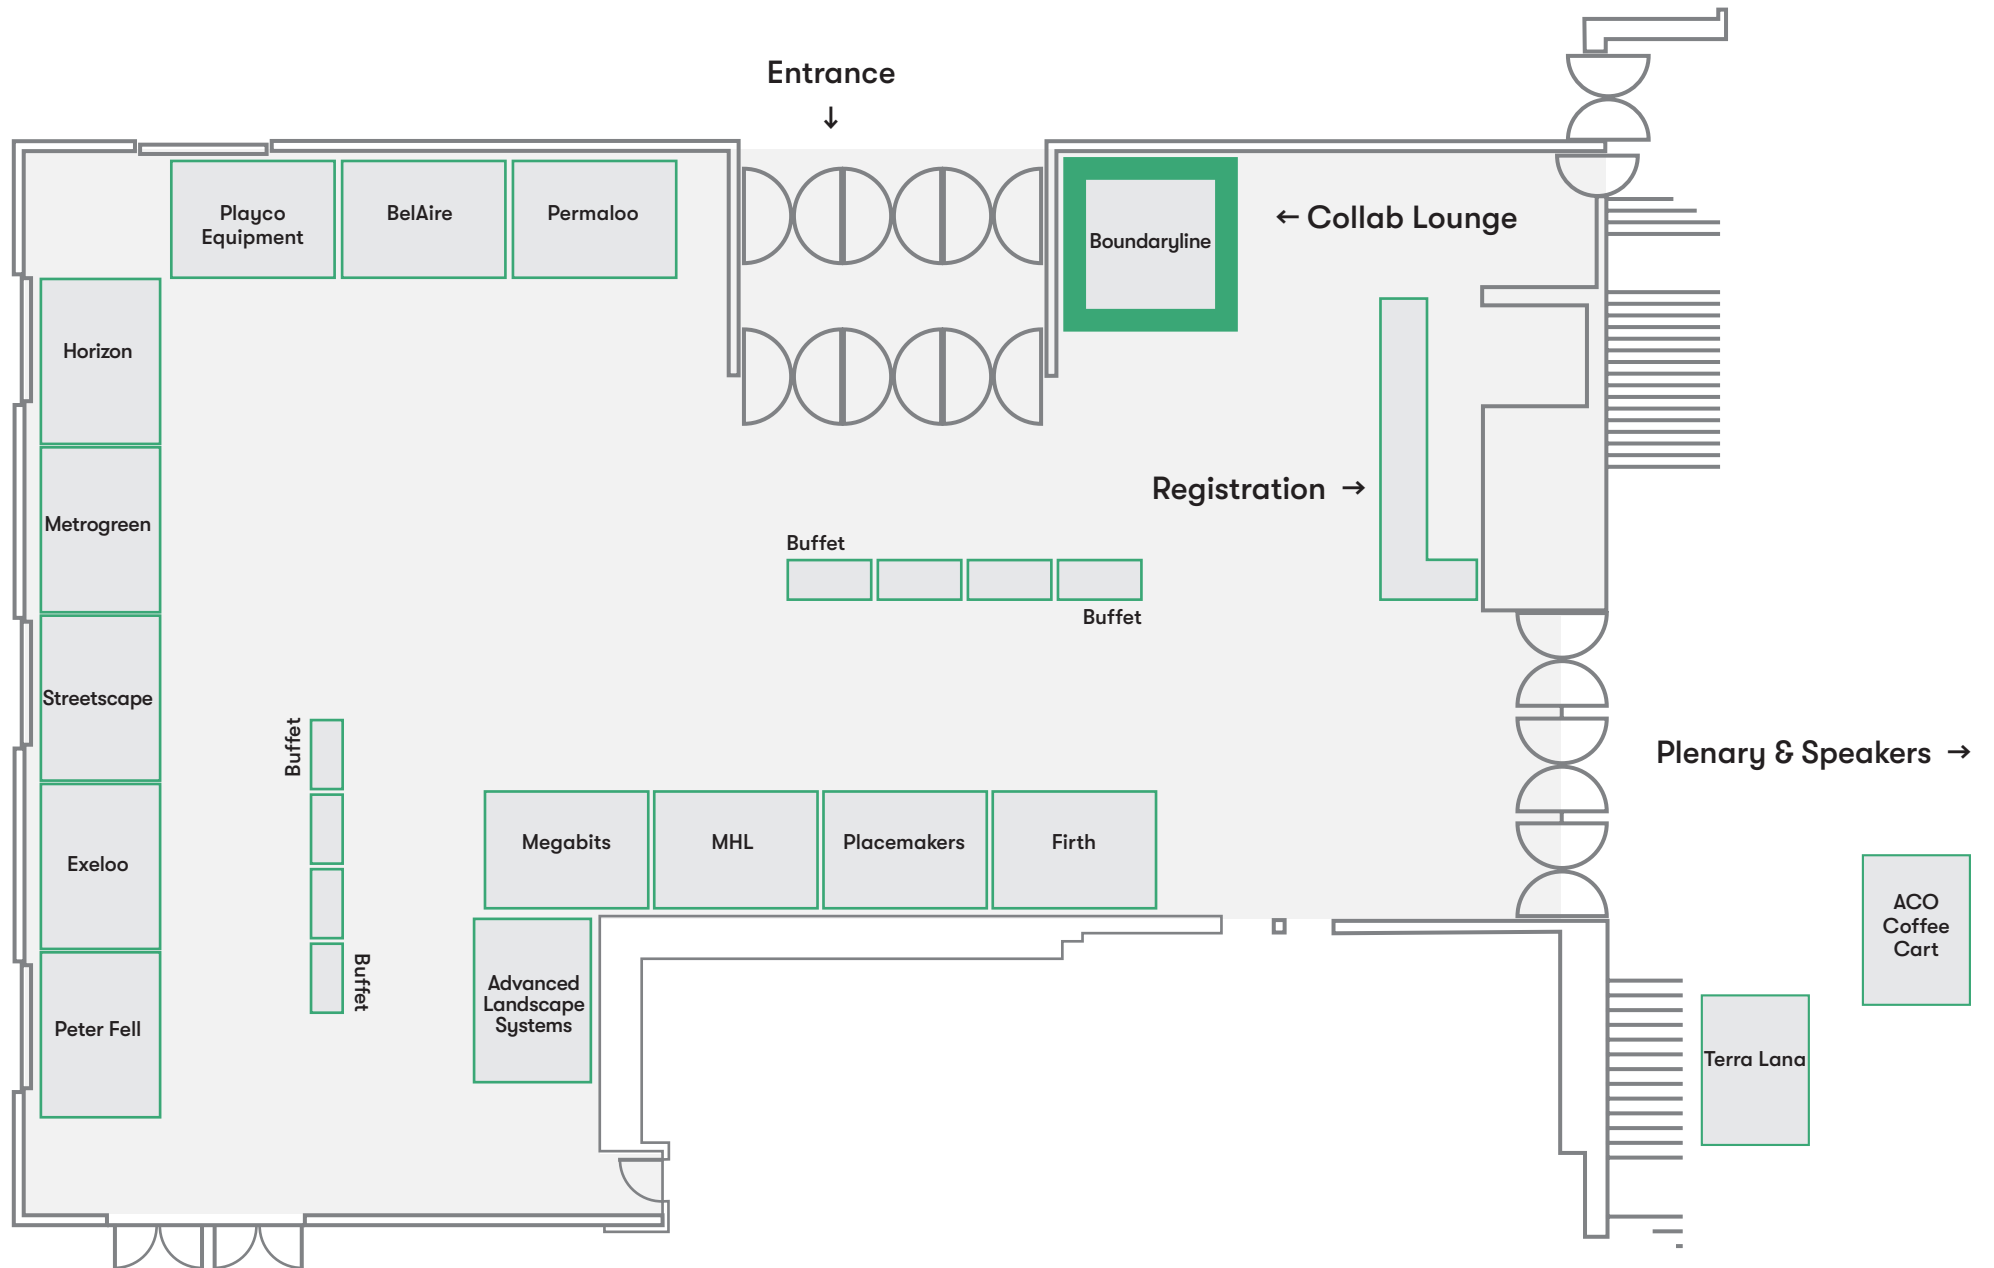 Entrance
↓
Playco
Equipment
BelAire
Permaloo
Boundaryline
← Collab Lounge
Horizon
Metrogreen
Registration →
Buffet
Buffet
Streetscape
Buffet
Plenary & Speakers →
Exeloo
Megabits
MHL
Placemakers
Firth
ACO
Coffee
Cart
Buffet
Advanced
Landscape
Systems
Peter Fell
Terra Lana